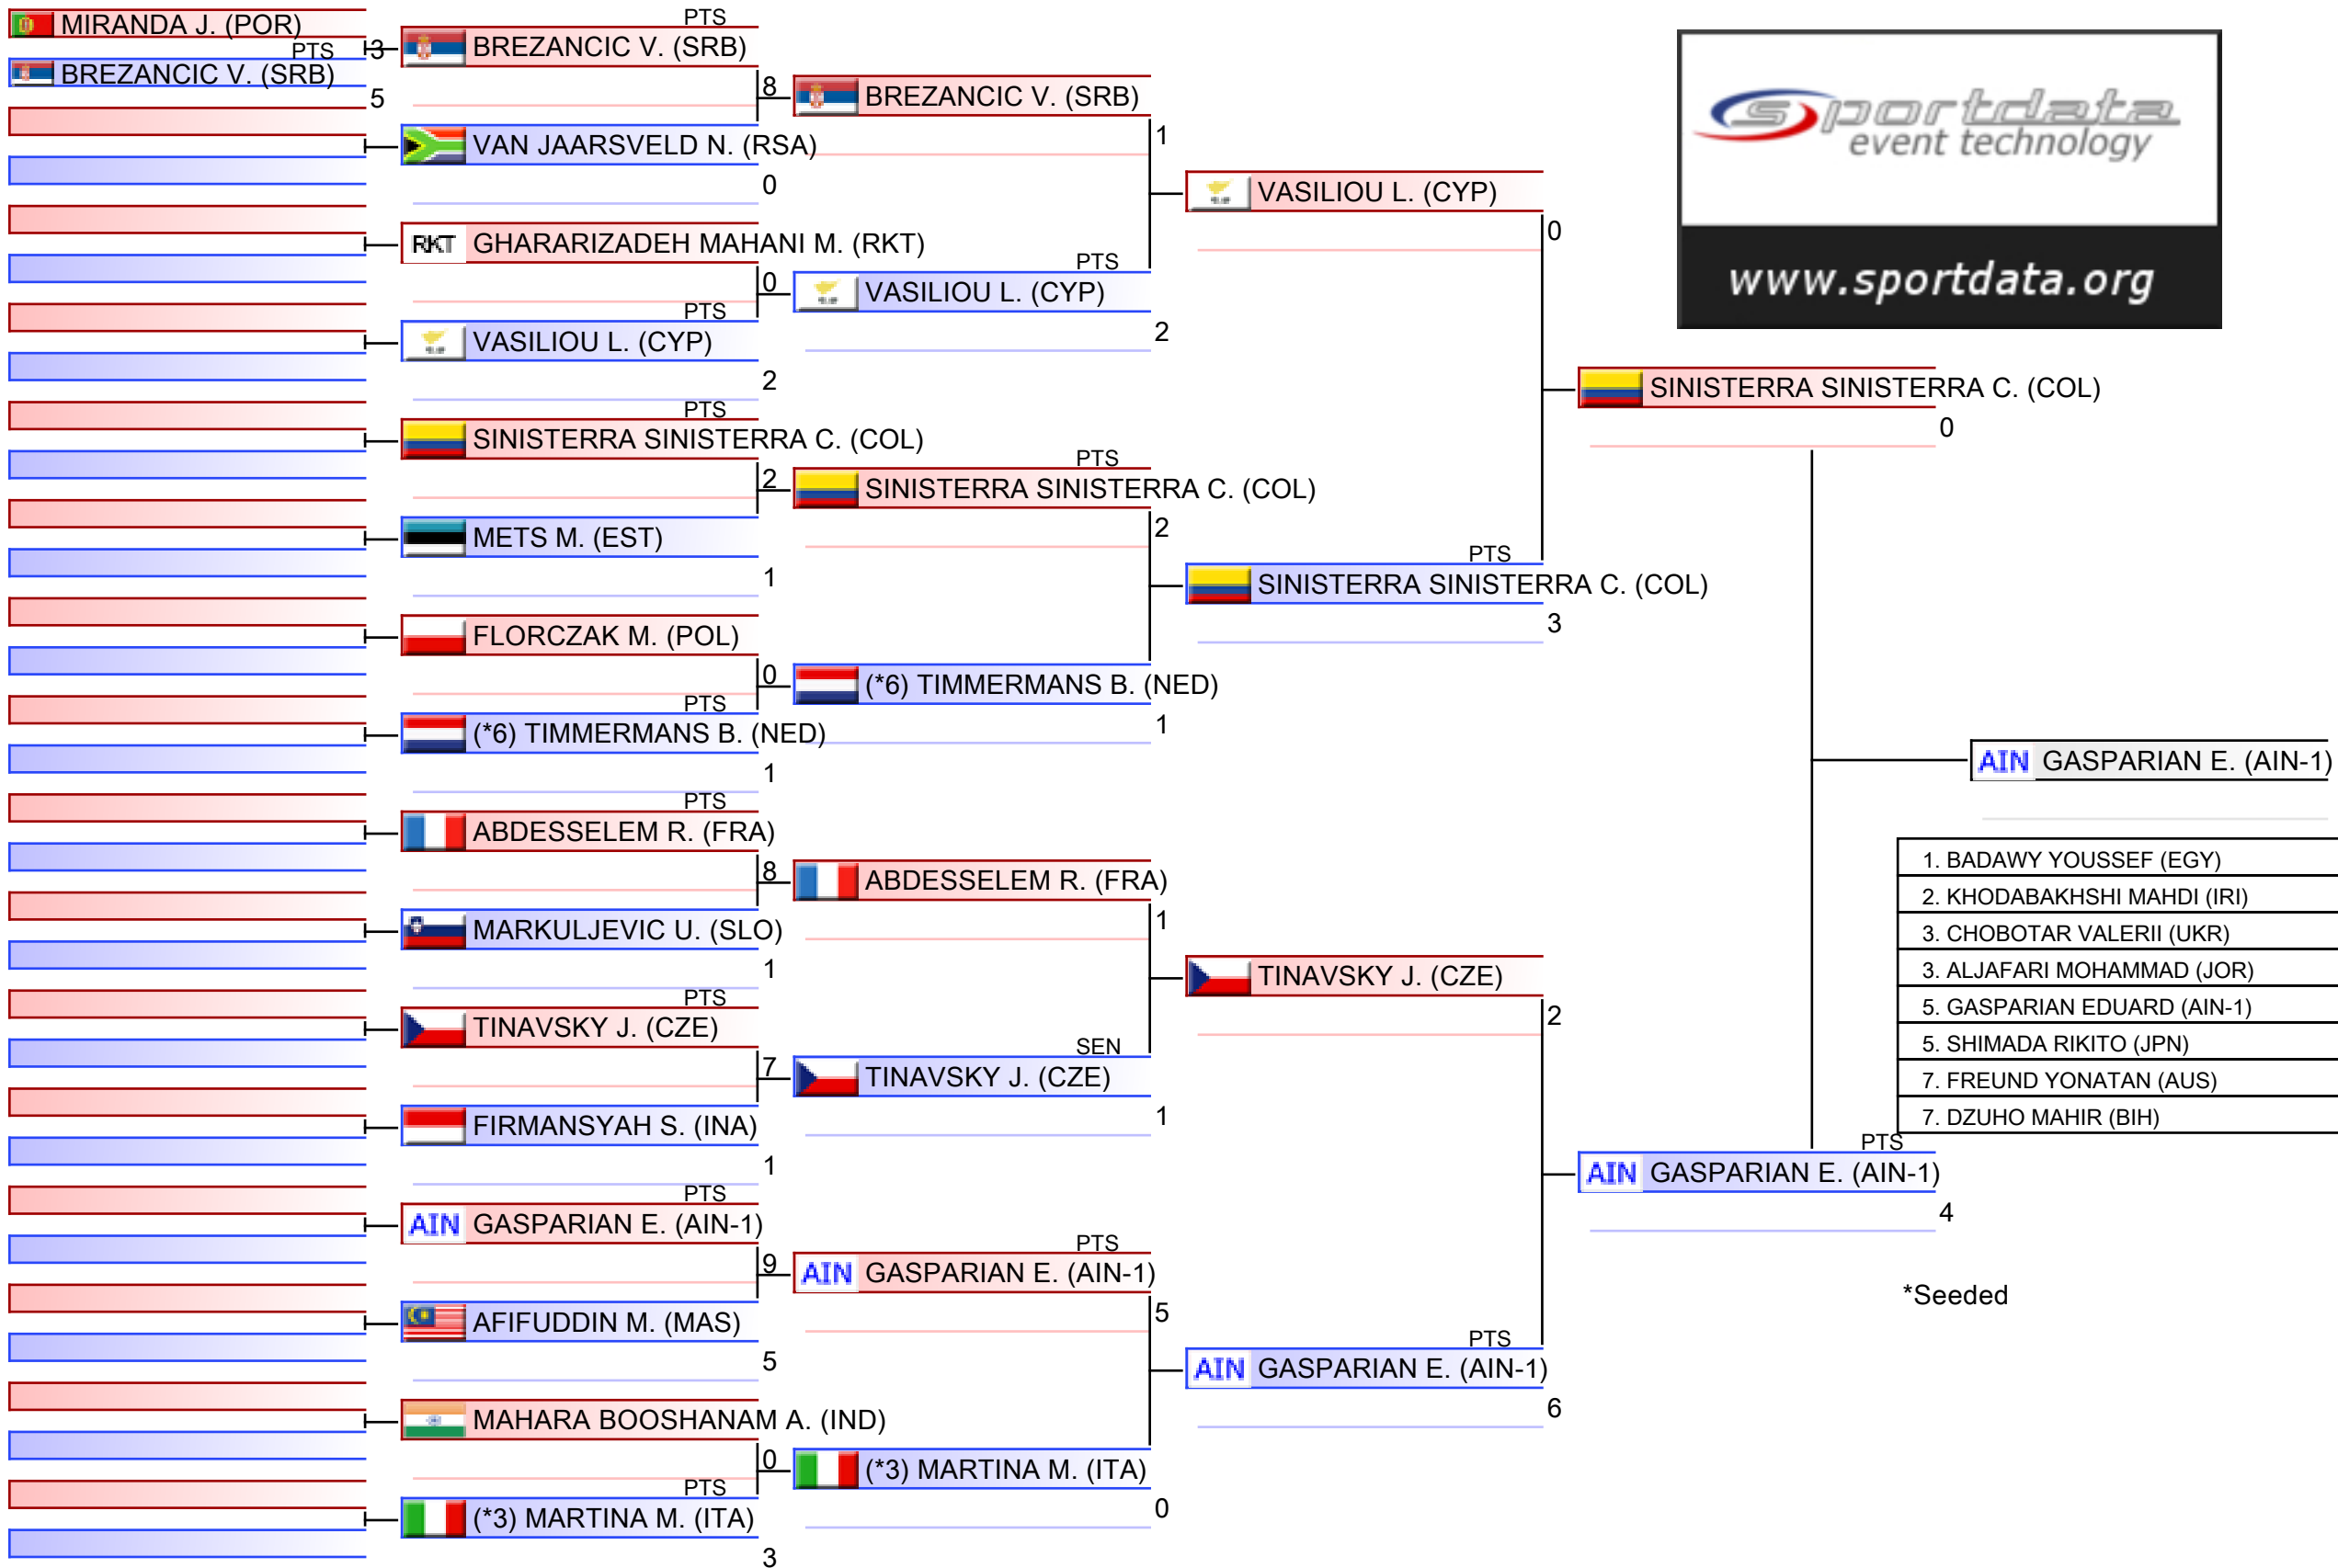 MIRANDA J. (POR)
PTS
3
BREZANCIC V. (SRB)
5
PTS
BREZANCIC V. (SRB)
8
VAN JAARSVELD N. (RSA)
0
RKT GHARARIZADEH MAHANI M. (RKT)
0
PTS
VASILIOU L. (CYP)
2
PTS
SINISTERRA SINISTERRA C. (COL)
2
METS M. (EST)
1
FLORCZAK M. (POL)
0
PTS
(*6) TIMMERMANS B. (NED)
1
PTS
ABDESSELEM R. (FRA)
8
MARKULJEVIC U. (SLO)
1
PTS
TINAVSKY J. (CZE)
7
FIRMANSYAH S. (INA)
1
PTS
AIN GASPARIAN E. (AIN-1)
9
AFIFUDDIN M. (MAS)
5
MAHARA BOOSHANAM A. (IND)
0
PTS
(*3) MARTINA M. (ITA)
3
BREZANCIC V. (SRB)
1
PTS
VASILIOU L. (CYP)
2
PTS
SINISTERRA SINISTERRA C. (COL)
2
(*6) TIMMERMANS B. (NED)
1
ABDESSELEM R. (FRA)
1
SEN
TINAVSKY J. (CZE)
1
PTS
AIN GASPARIAN E. (AIN-1)
5
(*3) MARTINA M. (ITA)
0
VASILIOU L. (CYP)
0
PTS
SINISTERRA SINISTERRA C. (COL)
3
TINAVSKY J. (CZE)
2
PTS
AIN GASPARIAN E. (AIN-1)
6
SINISTERRA SINISTERRA C. (COL)
0
PTS
AIN GASPARIAN E. (AIN-1)
4
AIN GASPARIAN E. (AIN-1)
sportdata
event technology
www.sportdata.org
1. BADAWY YOUSSEF (EGY)
2. KHODABAKHSHI MAHDI (IRI)
3. CHOBOTAR VALERII (UKR)
3. ALJAFARI MOHAMMAD (JOR)
5. GASPARIAN EDUARD (AIN-1)
5. SHIMADA RIKITO (JPN)
7. FREUND YONATAN (AUS)
7. DZUHO MAHIR (BIH)
*Seeded